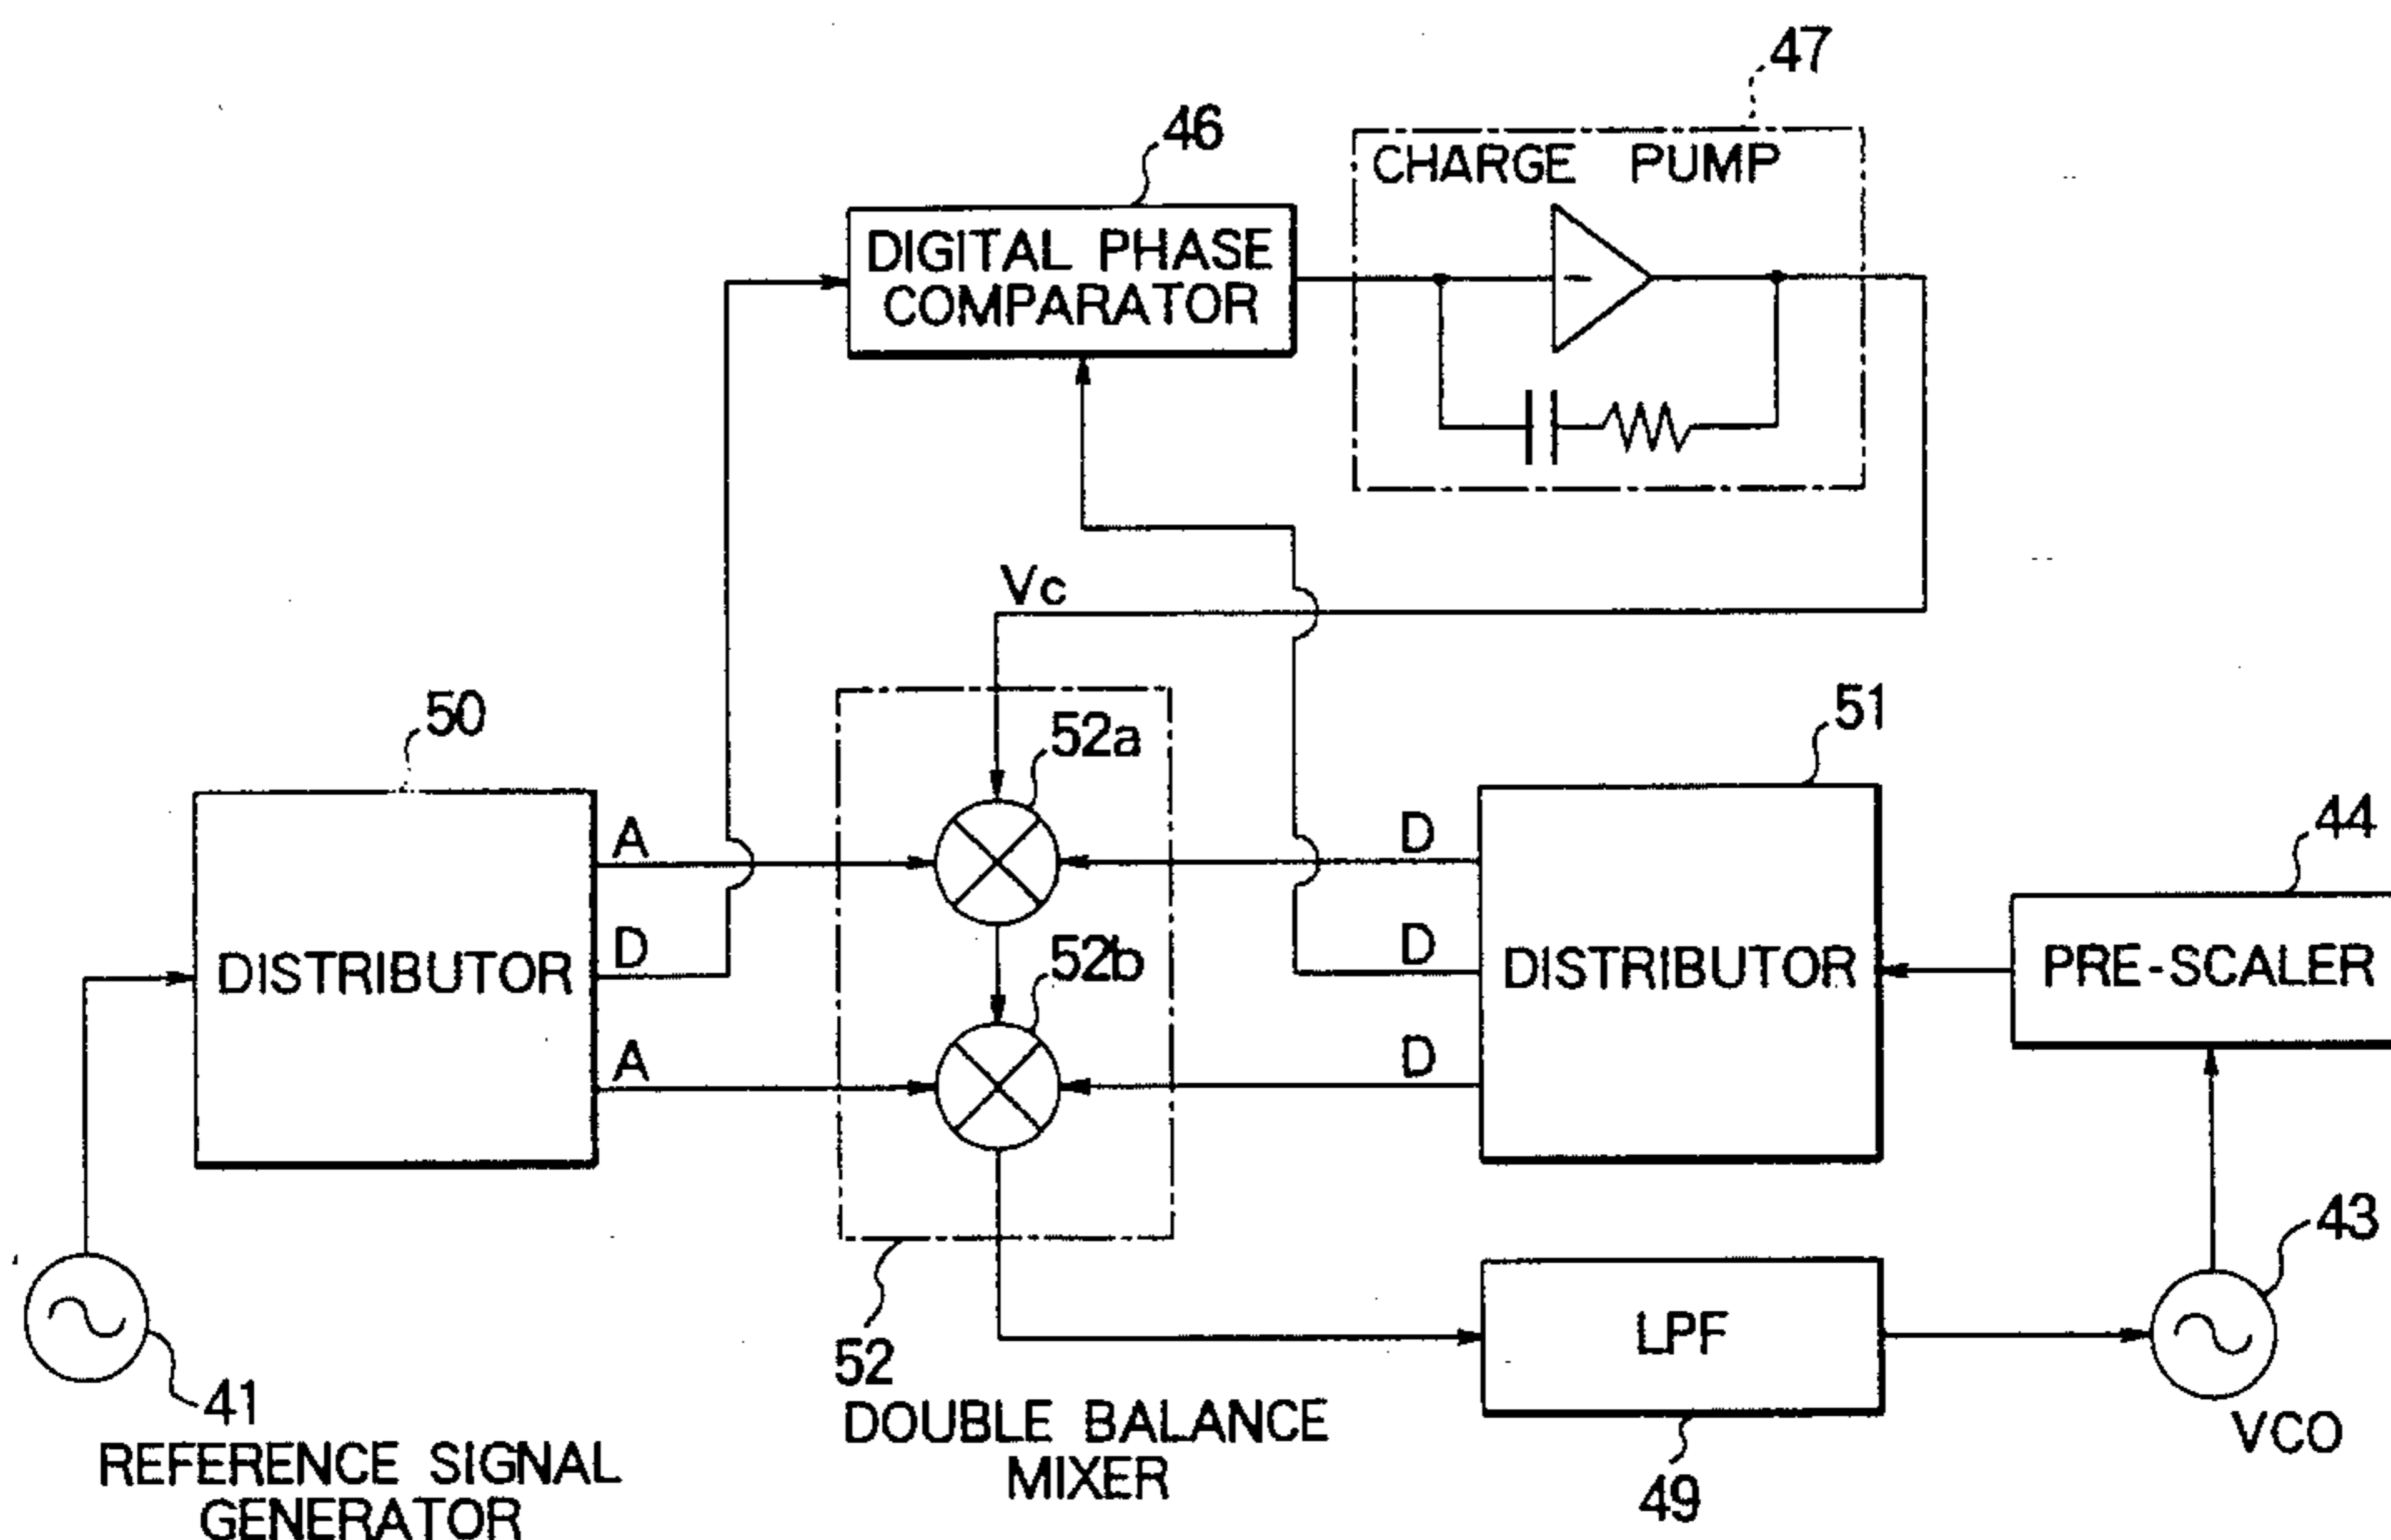 47
46
CHARGE PUMP
DIGITAL PHASE
COMPARATOR
Vc
50
52a
51
44
A
D
D
52b
D
DISTRIBUTOR
DISTRIBUTOR
PRE-SCALER
A
D
43
LPF
52
41
DOUBLE BALANCE
MIXER
VCO
REFERENCE SIGNAL
GENERATOR
49